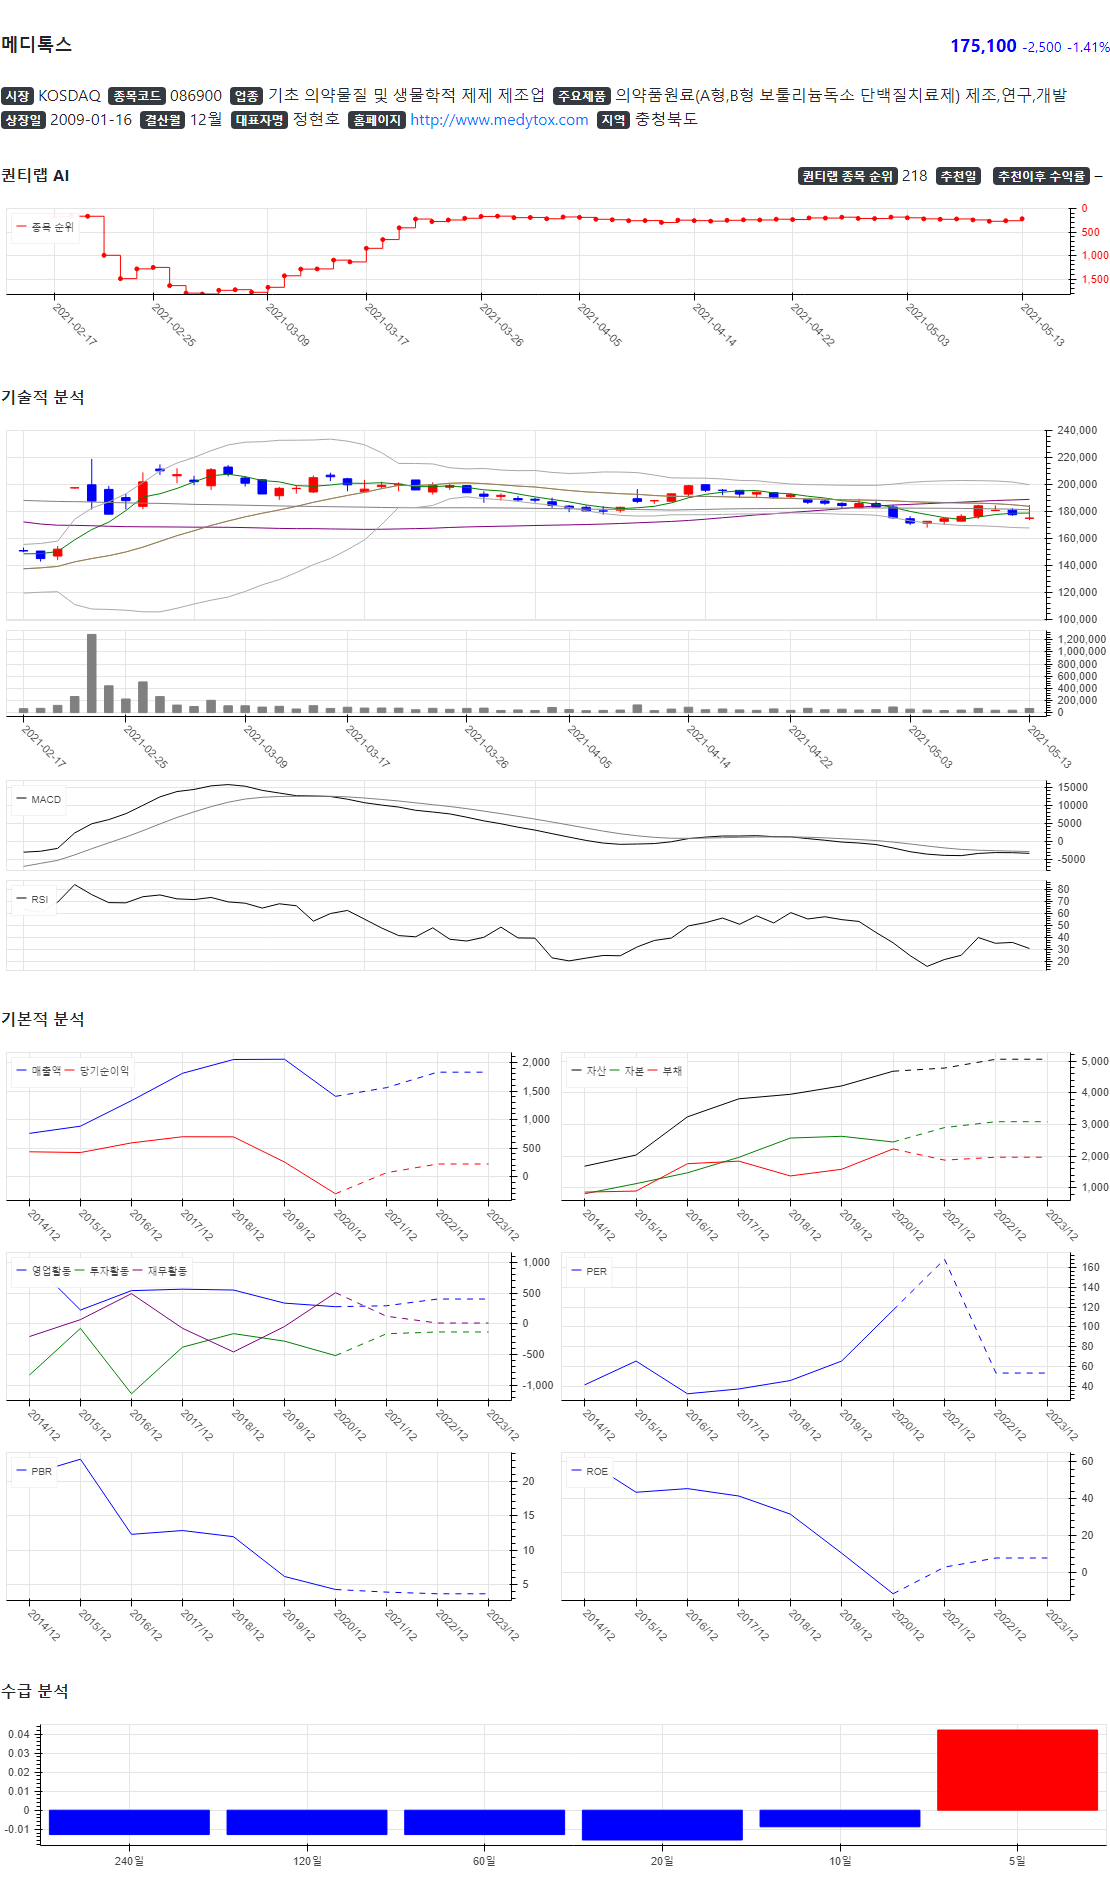 메디톡스
175,100 -2,500 -1.41%
시장 KOSDAQ 종목코드 086900 업종 기초 의약물질 및 생물학적 제제 제조업 주요제품 의약품원료(A형,B형 보툴리늄독소 단백질치료제) 제조,연구,개발
상장일 2009-01-16 결산월 12월 대표자명 정현호 홈페이지 http://www.medytox.com 지역 충청북도
퀀티랩 AI
퀀티랩 종목 순위 218 추천일 추천이후 수익률 –
종목 순위
0
500
1,000
1,500
2021-02-17 2021-02-25 2021-03-09 2021-03-17 2021-03-26 2021-04-05 2021-04-14 2021-04-22 2021-05-03 2021-05-13
기술적 분석
240,000
220,000
200,000
180,000
160,000
140,000
120,000
100,000
1,200,000
1,000,000
800,000
600,000
400,000
200,000
0
2021-02-17 2021-02-25 2021-03-09 2021-03-17 2021-03-26 2021-04-05 2021-04-14 2021-04-22 2021-05-03 2021-05-13
MACD
15000
10000
5000
0
-5000
RSI
80
70
60
50
40
30
20
기본적 분석
매출액 당기순이익
2,000
1,500
1,000
500
0
2014/12 2015/12 2016/12 2017/12 2018/12 2019/12 2020/12 2021/12 2022/12 2023/12
자산 자본 부채
5,000
4,000
3,000
2,000
1,000
2014/12 2015/12 2016/12 2017/12 2018/12 2019/12 2020/12 2021/12 2022/12 2023/12
영업활동 투자활동 재무활동
1,000
500
0
-500
-1,000
2014/12 2015/12 2016/12 2017/12 2018/12 2019/12 2020/12 2021/12 2022/12 2023/12
PER
160
140
120
100
80
60
40
2014/12 2015/12 2016/12 2017/12 2018/12 2019/12 2020/12 2021/12 2022/12 2023/12
PBR
20
15
10
5
2014/12 2015/12 2016/12 2017/12 2018/12 2019/12 2020/12 2021/12 2022/12 2023/12
ROE
60
40
20
0
2014/12 2015/12 2016/12 2017/12 2018/12 2019/12 2020/12 2021/12 2022/12 2023/12
수급 분석
0.04
0.03
0.02
0.01
0
-0.01
240일 120일 60일 20일 10일 5일